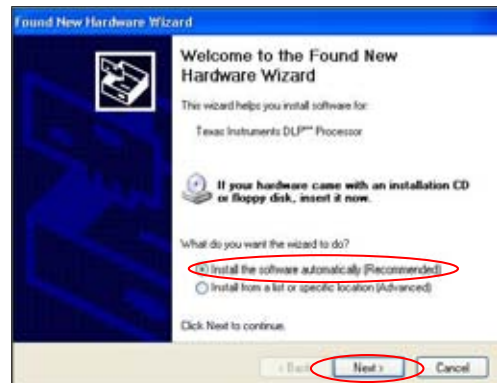 Found New Hardware Wizard
Welcome to the Found New
Hardware Wizard
This wizard helps you install software for:
Texas Instruments DLP™ Processor
If your hardware came with an installation CD
or floppy disk, insert it now.
What do you want the wizard to do?
Install the software automatically (Recommended)
Install from a list or specific location (Advanced)
Click Next to continue.
< Back
Next >
Cancel